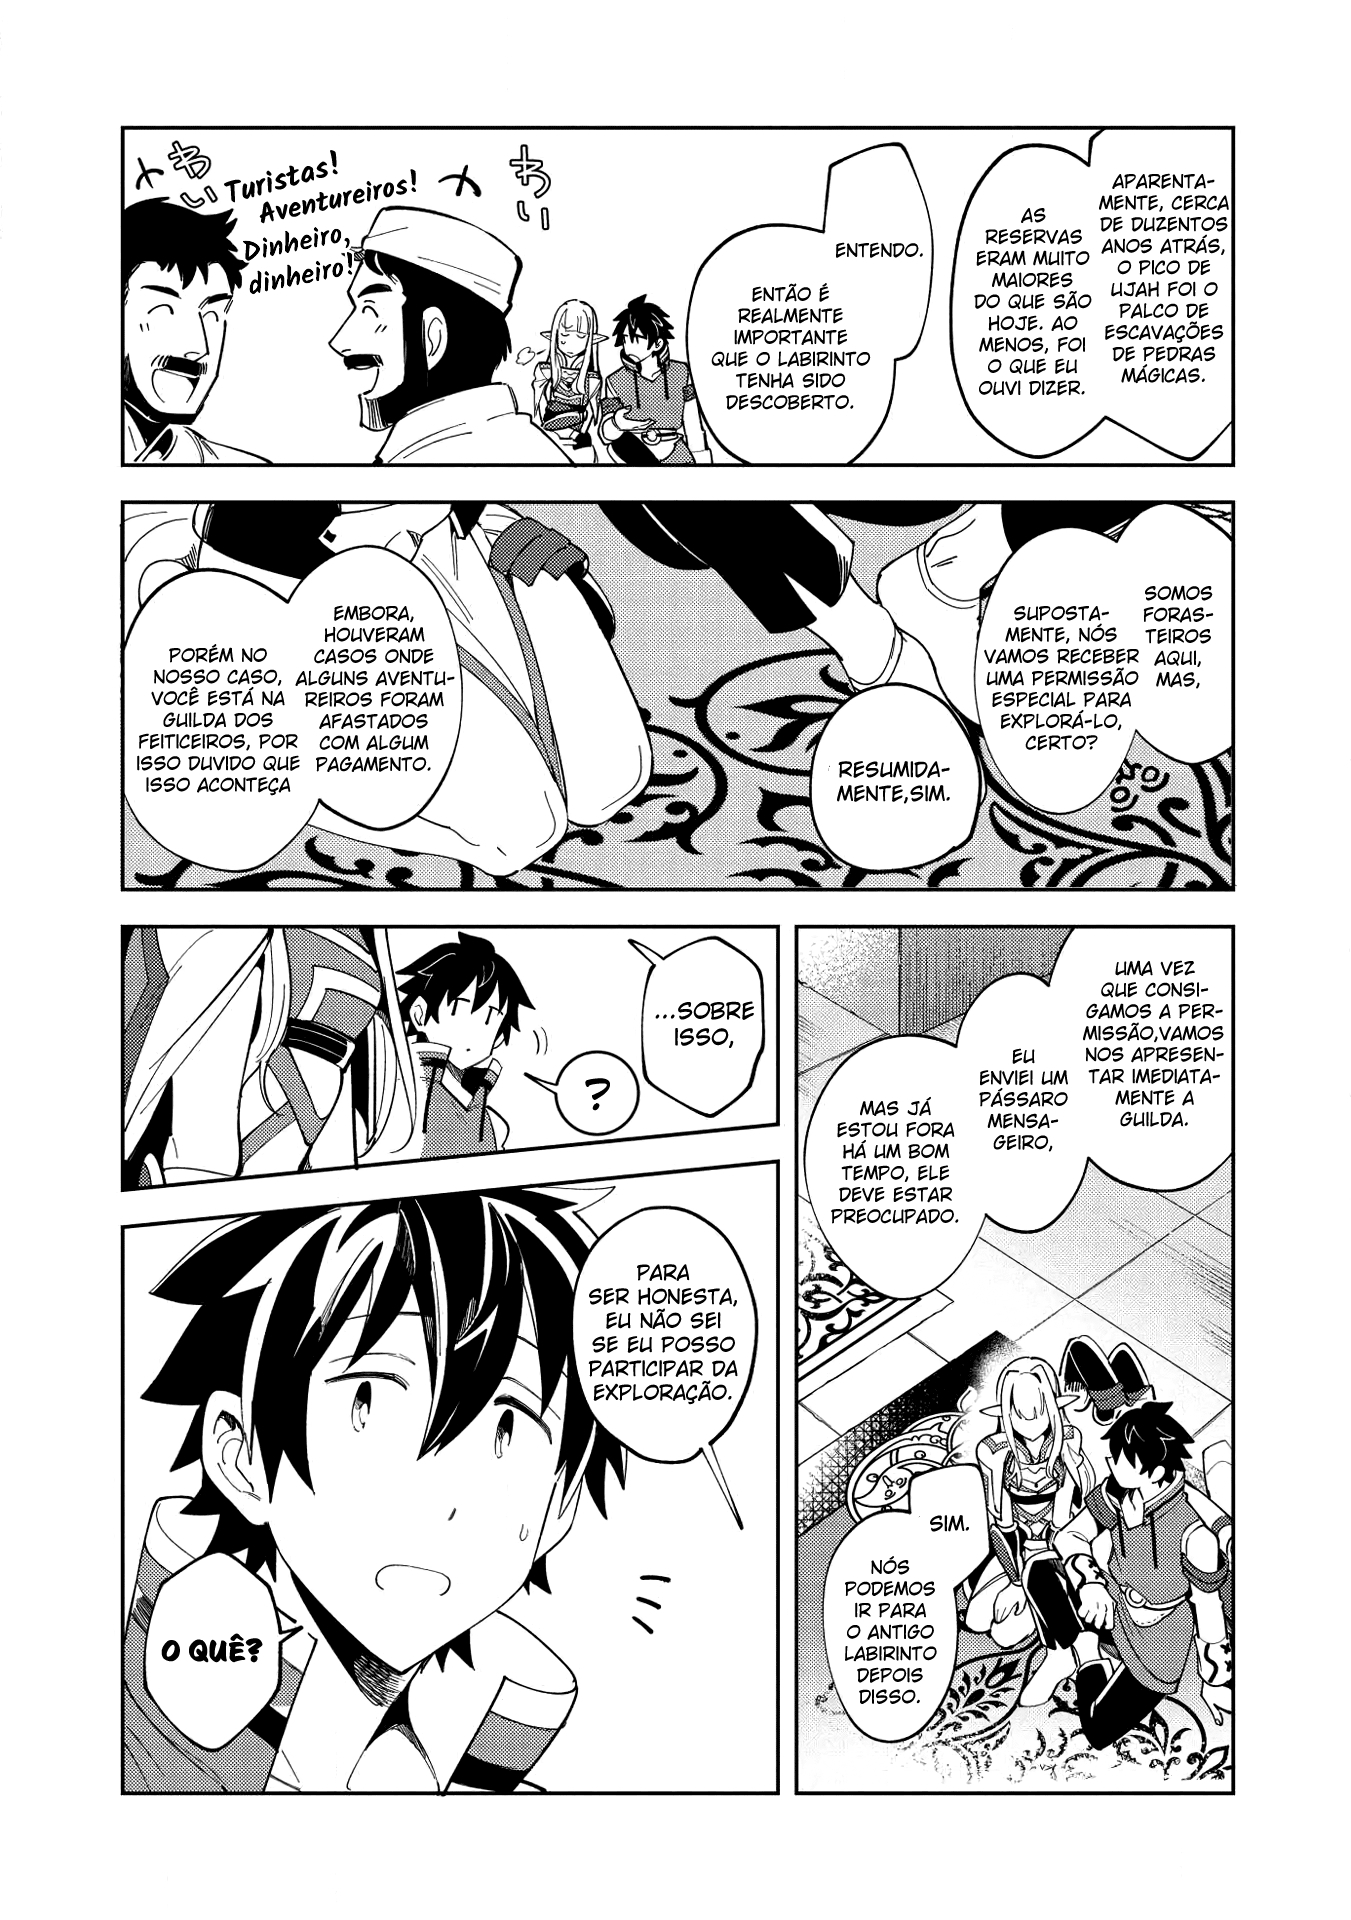 APARENTA-
MENTE, CERCA
DE DUZENTOS
ANOS ATRÁS,
O PICO DE
UJAH FOI O
PALCO DE
ESCAVAÇÕES
DE PEDRAS
MÁGICAS.
AS
RESERVAS
ERAM MUITO
MAIORES
DO QUE SÃO
HOJE. AO
MENOS, FOI
O QUE EU
OUVI DIZER.
ENTENDO.
ENTÃO É
REALMENTE
IMPORTANTE
QUE O LABIRINTO
TENHA SIDO
DESCOBERTO.
わい
Turistas!
Aventureiros!
Dinheiro,
dinheiro!
わい
SOMOS
FORAS-
TEIROS
AQUI,
MAS,
SUPOSTA-
MENTE, NÓS
VAMOS RECEBER
UMA PERMISSÃO
ESPECIAL PARA
EXPLORÁ-LO,
CERTO?
RESUMIDA-
MENTE,SIM.
EMBORA,
HOUVERAM
CASOS ONDE
ALGUNS AVENTU-
REIROS FORAM
AFASTADOS
COM ALGUM
PAGAMENTO.
PORÉM NO
NOSSO CASO,
VOCÊ ESTÁ NA
GUILDA DOS
FEITICEIROS, POR
ISSO DUVIDO QUE
ISSO ACONTEÇA
UMA VEZ
QUE CONSI-
GAMOS A PER-
MISSÃO,VAMOS
NOS APRESEN-
TAR IMEDIATA-
MENTE A
GUILDA.
EU
ENVIEI UM
PÁSSARO
MENSA-
GEIRO,
MAS JÁ
ESTOU FORA
HÁ UM BOM
TEMPO, ELE
DEVE ESTAR
PREOCUPADO.
SIM.
NÓS
PODEMOS
IR PARA
O ANTIGO
LABIRINTO
DEPOIS
DISSO.
...SOBRE
ISSO,
?
PARA
SER HONESTA,
EU NÃO SEI
SE EU POSSO
PARTICIPAR DA
EXPLORAÇÃO.
O QUÊ?